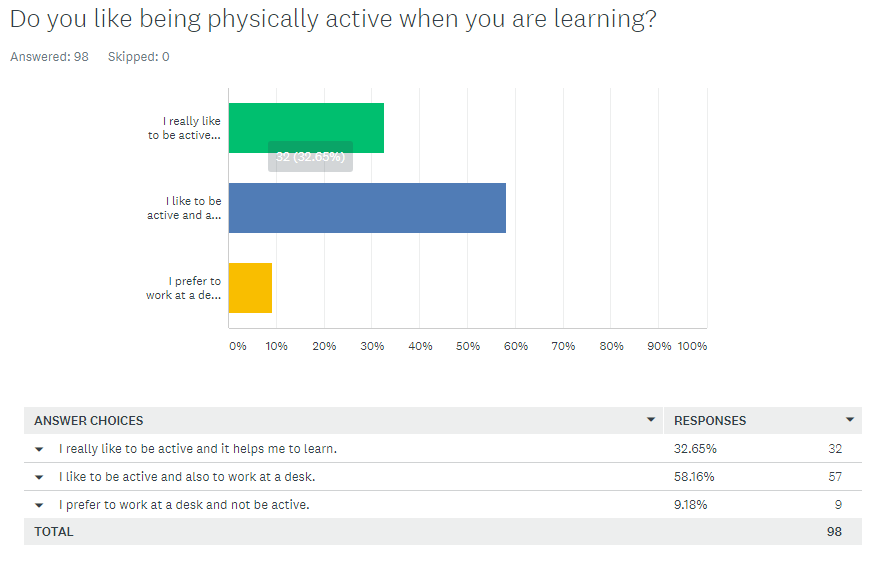 Do you like being physically active when you are learning?
Answered: 98 Skipped: 0
I really like
to be active...
32 (32.65%)
I like to be
active and a...
I prefer to
work at a de...
0% 10% 20% 30% 40% 50% 60% 70% 80% 90% 100%
ANSWER CHOICES RESPONSES
I really like to be active and it helps me to learn. 32.65% 32
I like to be active and also to work at a desk. 58.16% 57
I prefer to work at a desk and not be active. 9.18% 9
TOTAL 98